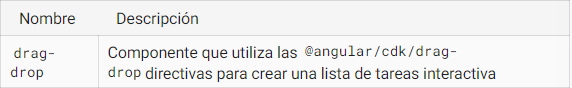 Nombre Descripción
drag- Componente que utiliza las @angular/cdk/drag-
drop drop directivas para crear una lista de tareas interactiva